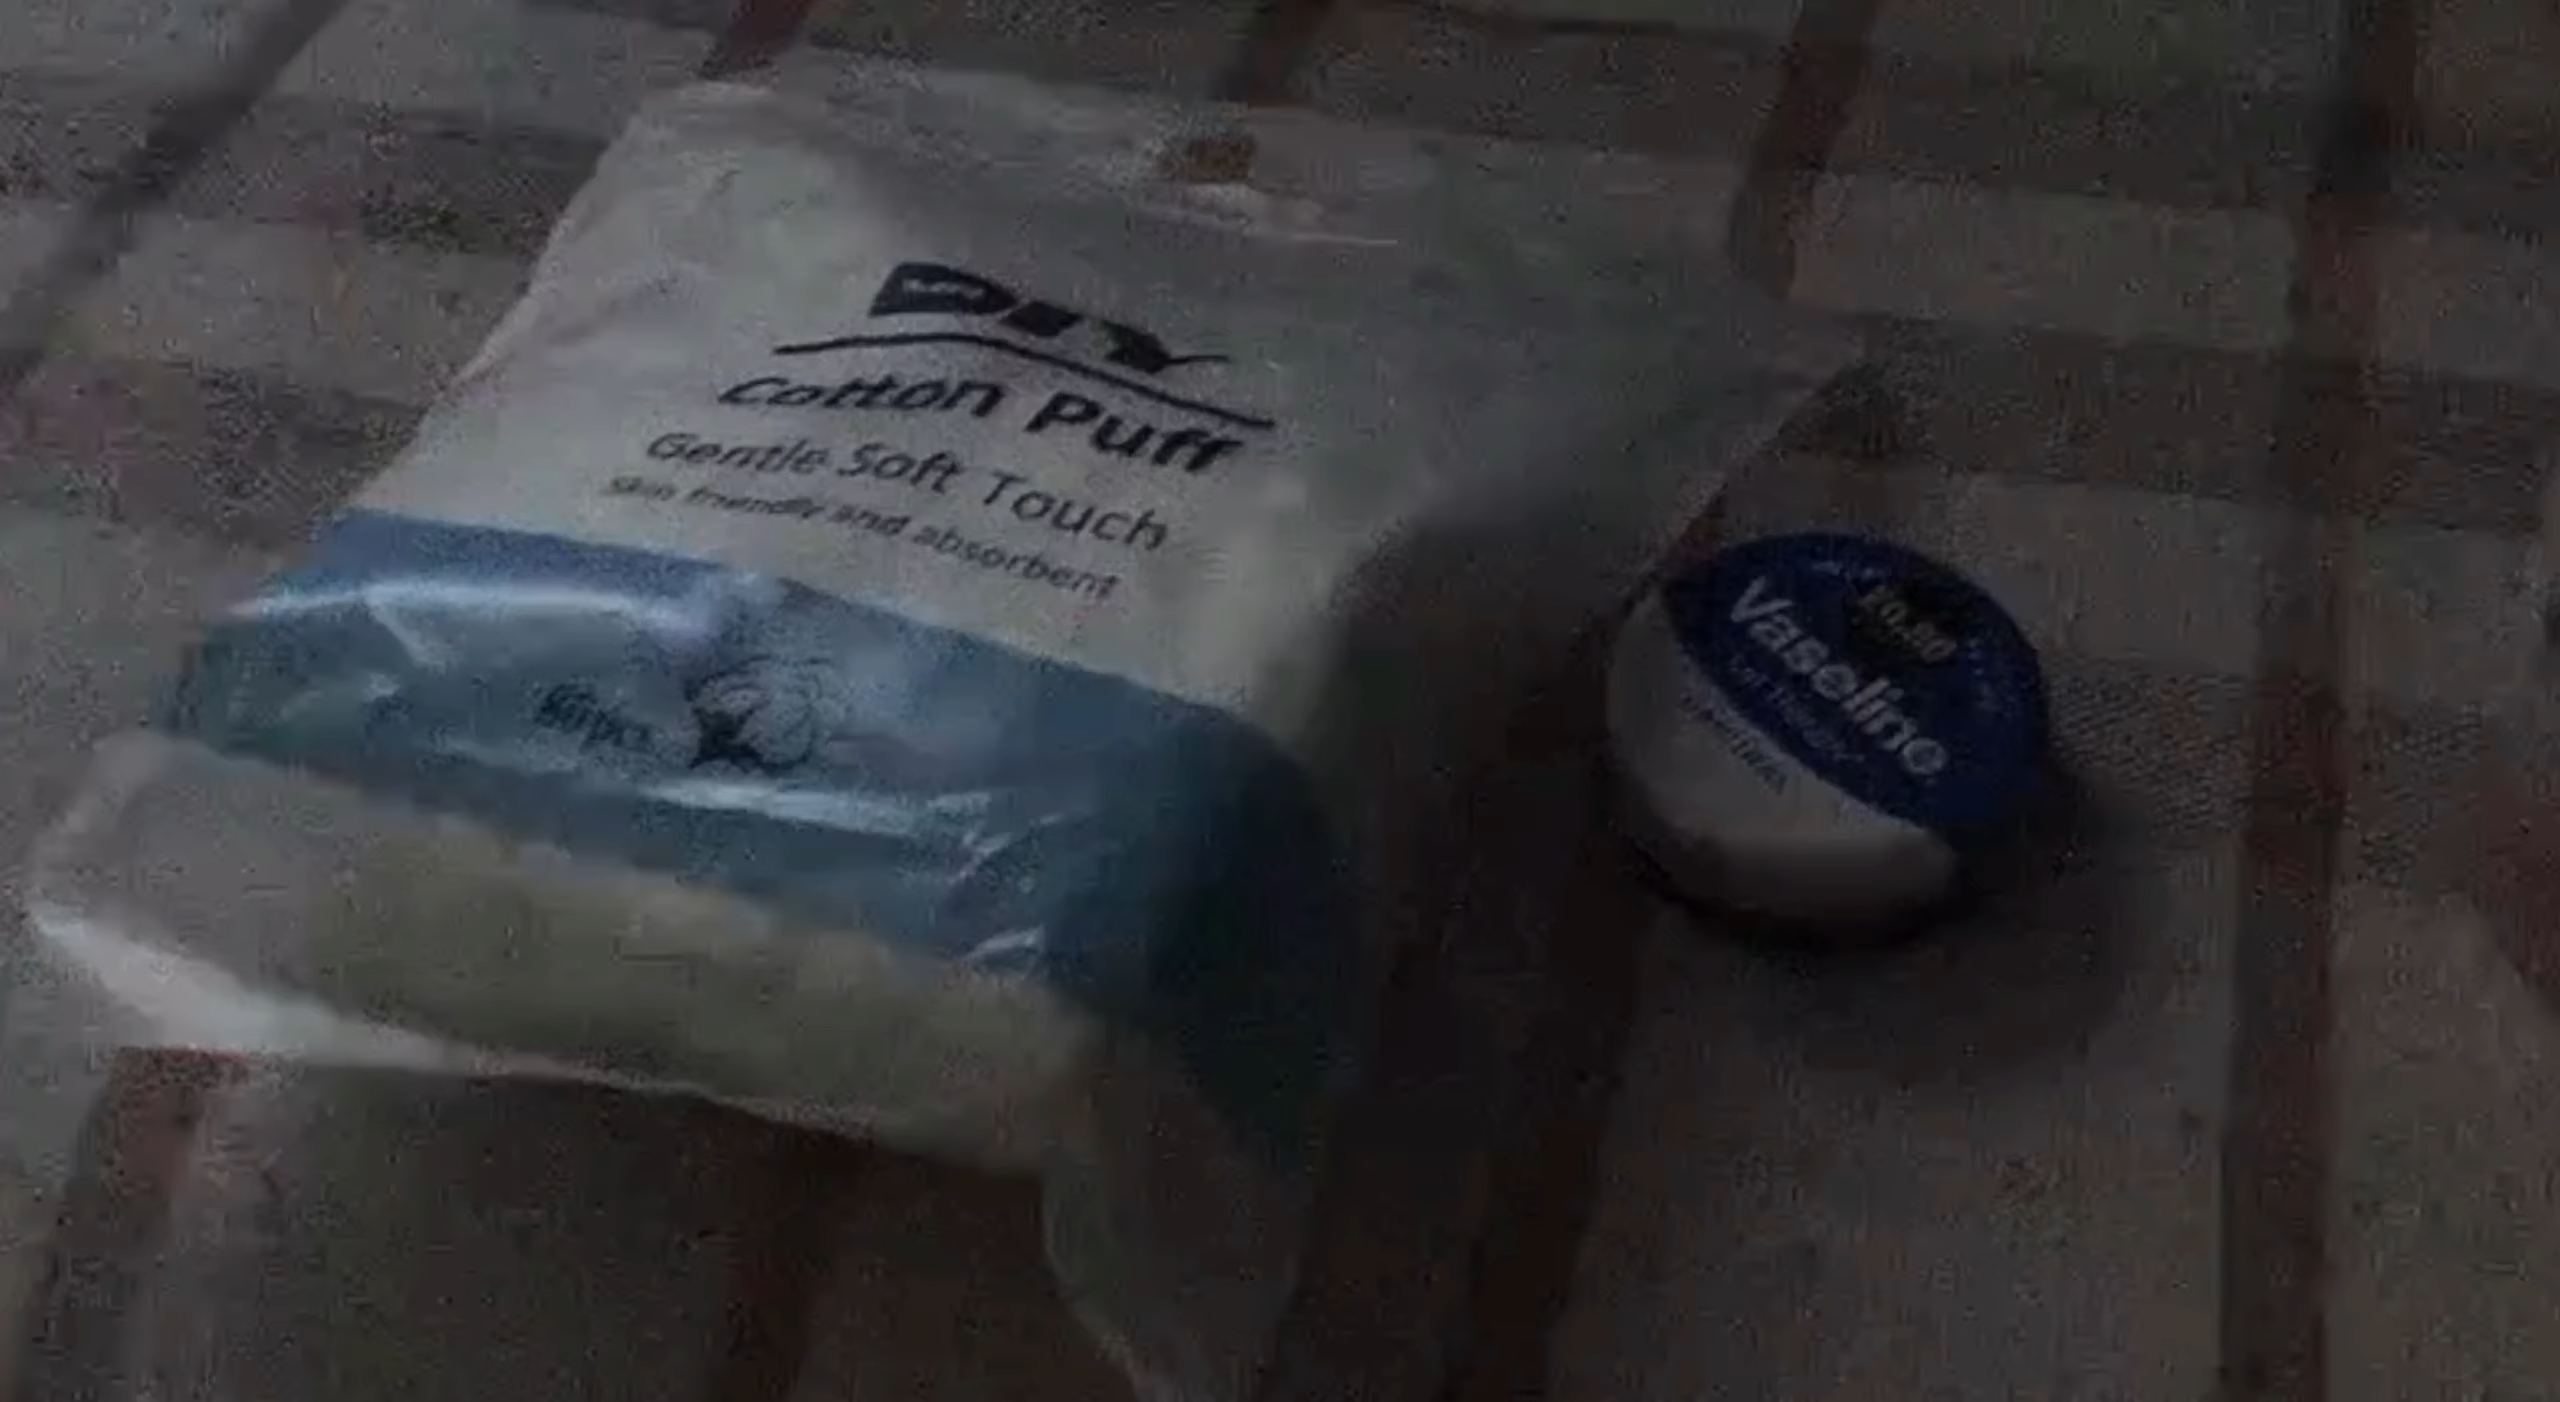 DIY
Cotton Puff
Gentle Soft Touch
Skin friendly and absorbent
Vaseline